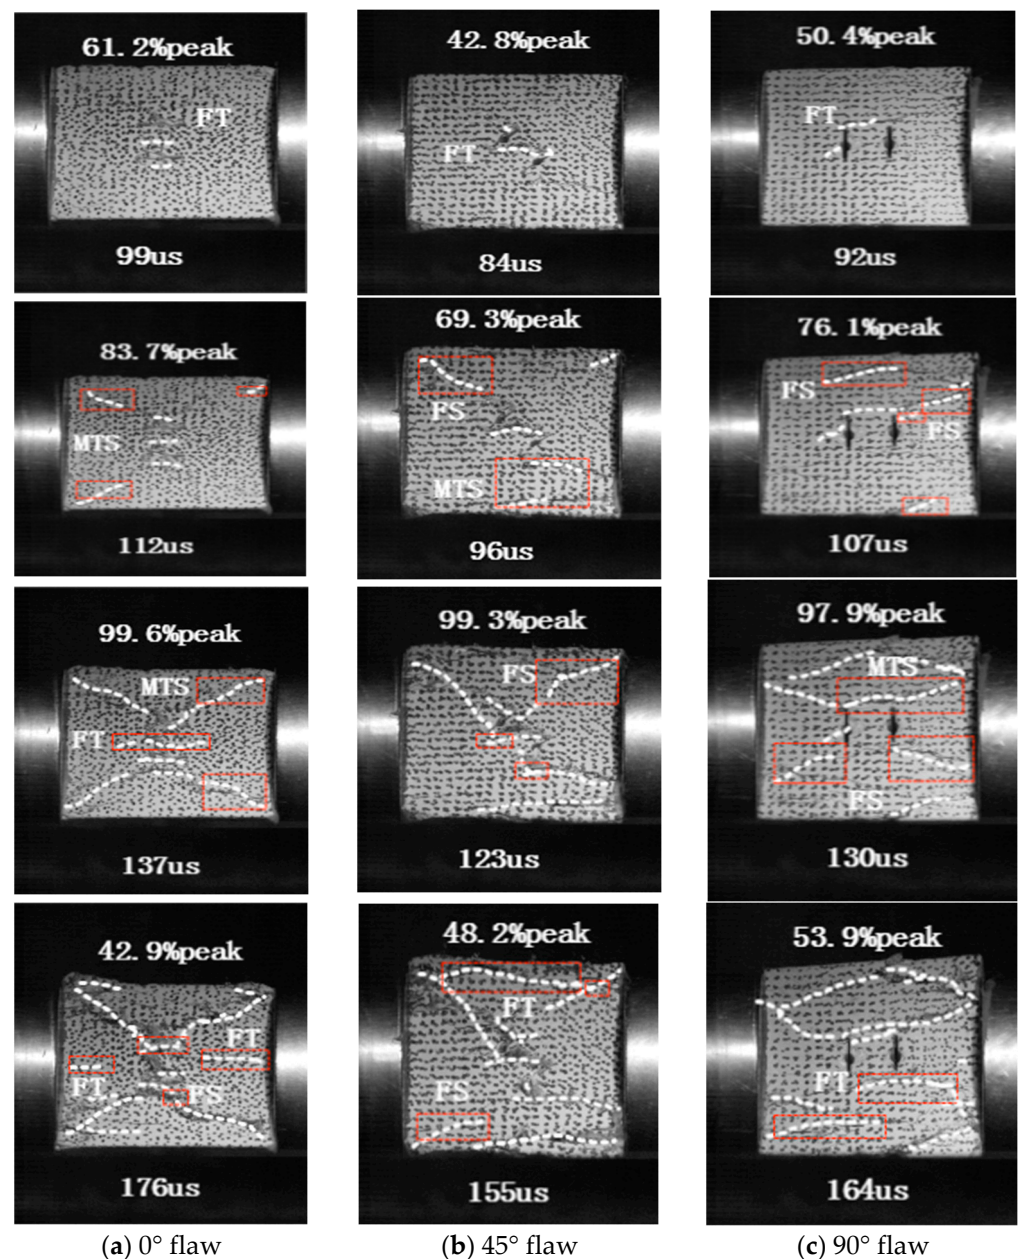 61.2%peak
FT
99us
42.8%peak
FT
84us
50.4%peak
FT
92us
83.7%peak
MTS
112us
69.3%peak
FS
MTS
96us
76.1%peak
FS
FS
107us
99.6%peak
MTS
FT
137us
99.3%peak
FS
123us
97.9%peak
MTS
FS
130us
42.9%peak
FT
FT
FS
176us
48.2%peak
FT
FS
155us
53.9%peak
FT
164us
(a) 0° flaw
(b) 45° flaw
(c) 90° flaw